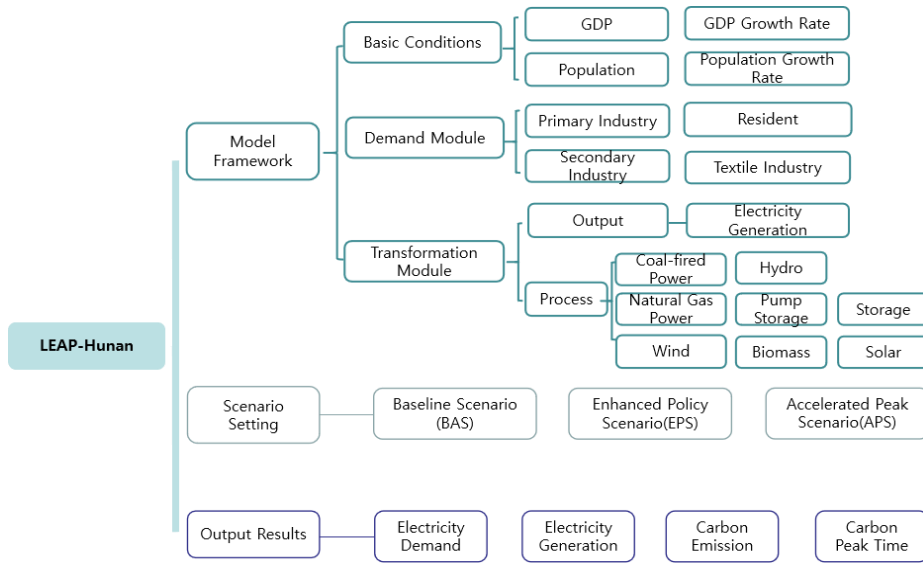 LEAP-Hunan
Model
Framework
Basic Conditions
GDP
GDP Growth Rate
Population
Population Growth
Rate
Demand Module
Primary Industry
Resident
Secondary
Industry
Textile Industry
Transformation
Module
Output
Electricity
Generation
Process
Coal-fired
Power
Hydro
Natural Gas
Power
Pump
Storage
Storage
Wind
Biomass
Solar
Scenario
Setting
Baseline Scenario
(BAS)
Enhanced Policy
Scenario(EPS)
Accelerated Peak
Scenario(APS)
Output Results
Electricity
Demand
Electricity
Generation
Carbon
Emission
Carbon
Peak Time